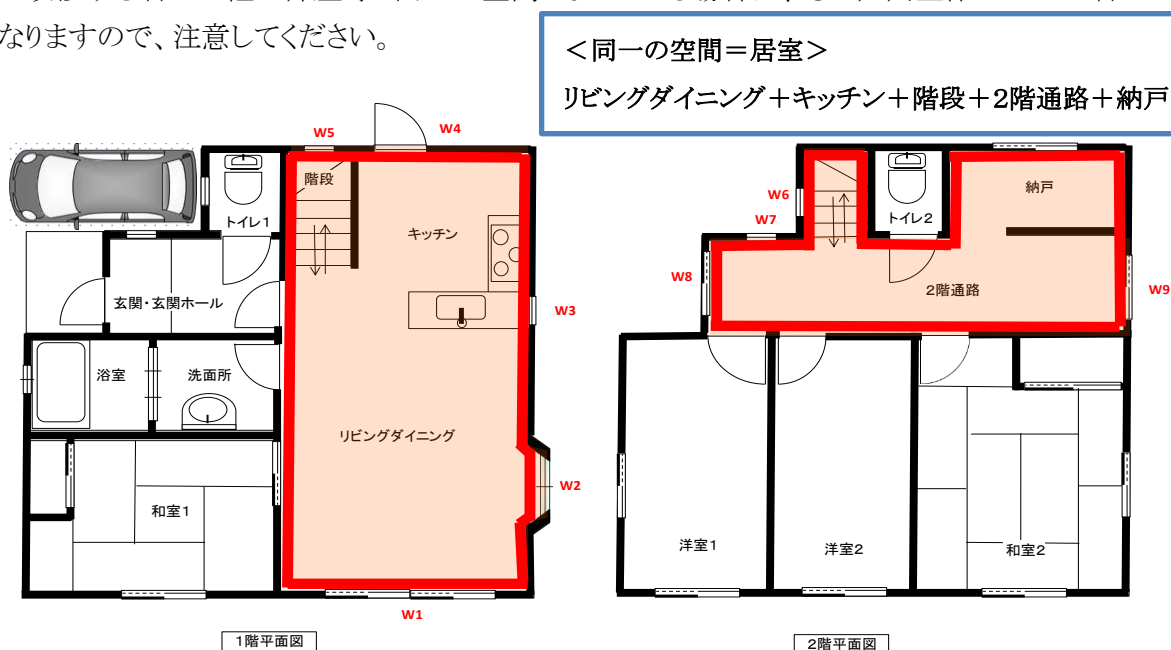 なりますので、注意してください。
＜同一の空間＝居室＞
リビングダイニング＋キッチン＋階段＋2階通路＋納戸
W5
W4
階段
トイレ1
キッチン
玄関・玄関ホール
W3
浴室
洗面所
リビングダイニング
W2
和室1
W1
1階平面図
納戸
W6
トイレ2
W7
W8
2階通路
W9
洋室1
洋室2
和室2
2階平面図